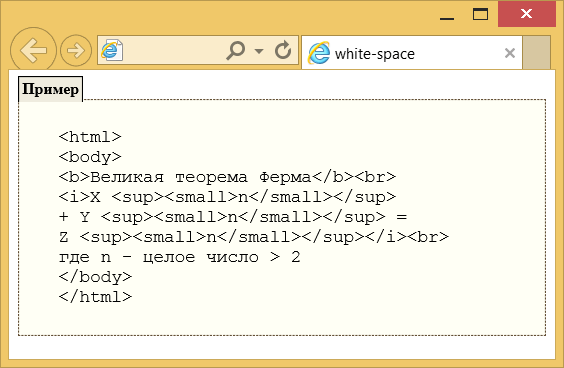 white-space
Пример
<html>
<body>
<b>Великая теорема Ферма</b><br>
<i>X <sup><small>n</small></sup>
+ Y <sup><small>n</small></sup> =
Z <sup><small>n</small></sup></i><br>
где n - целое число > 2
</body>
</html>